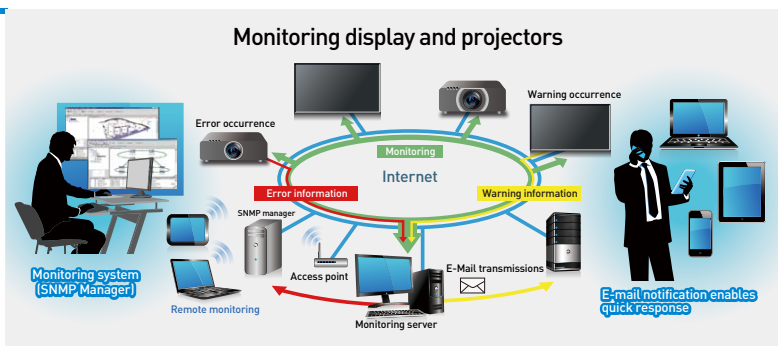 Monitoring display and projectors
Warning occurrence
Error occurrence
Monitoring
Internet
Error information
Warning information
SNMP manager
Access point
E-Mail transmissions
Monitoring system
(SNMP Manager)
Remote monitoring
Monitoring server
E-mail notification enables
quick response